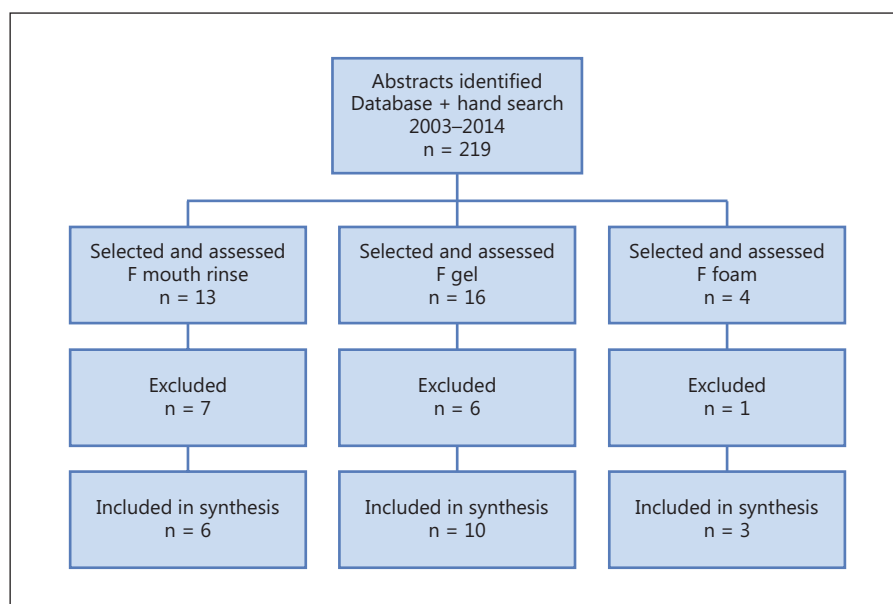 Abstracts identified
Database + hand search
2003–2014
n = 219
Selected and assessed
F mouth rinse
n = 13
Selected and assessed
F gel
n = 16
Selected and assessed
F foam
n = 4
Excluded
n = 7
Excluded
n = 6
Excluded
n = 1
Included in synthesis
n = 6
Included in synthesis
n = 10
Included in synthesis
n = 3